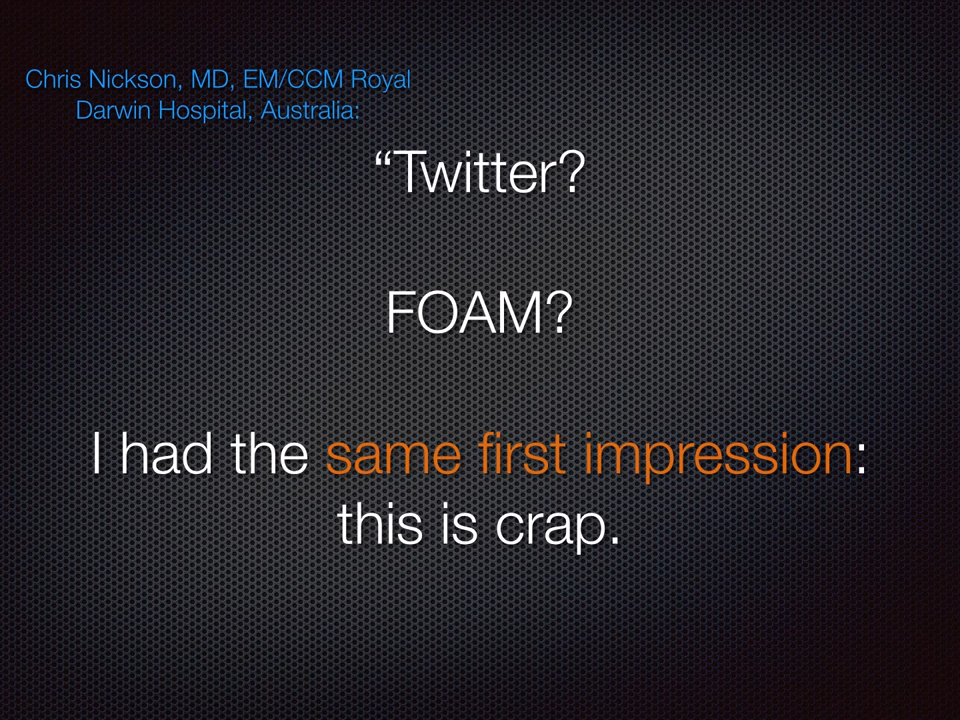 Chris Nickson, MD, EM/CCM Royal
Darwin Hospital, Australia:
“Twitter?
FOAM?
I had the same first impression:
this is crap.